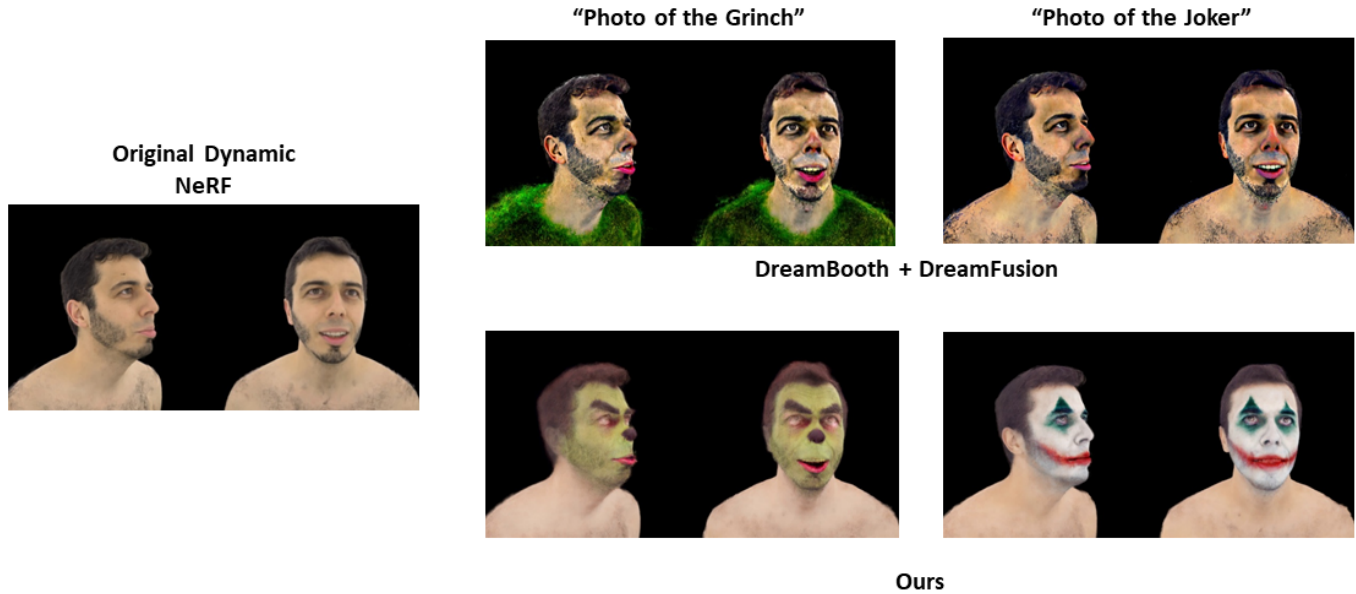 “Photo of the Grinch”
“Photo of the Joker”
Original Dynamic
NeRF
DreamBooth + DreamFusion
Ours